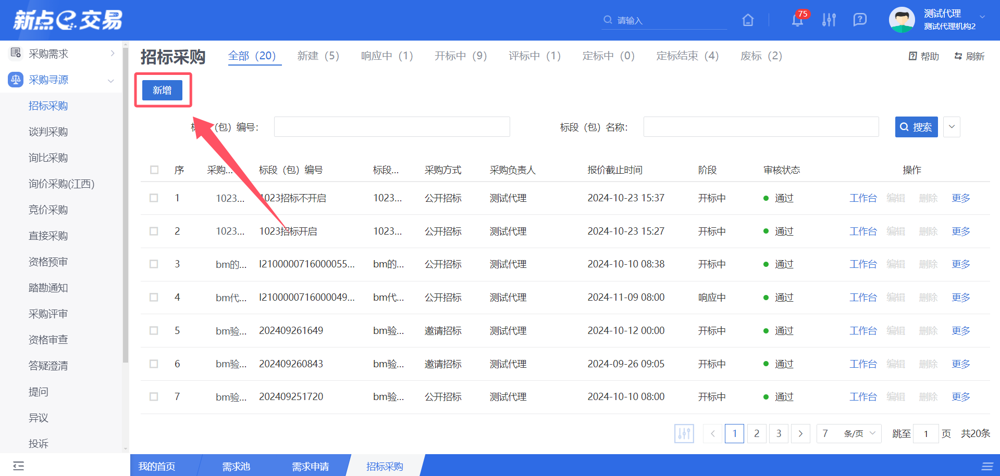 新点e交易
请输入
75
测试代理
测试代理机构2
采购需求
采购寻源
招标采购
谈判采购
询比采购
询价采购(江西)
竞价采购
直接采购
资格预审
踏勘通知
采购评审
资格审查
答疑澄清
提问
异议
投诉
招标采购 全部（20） 新建（5） 响应中（1） 开标中（9） 评标中（1） 定标中（0） 定标结束（4） 废标（2） 帮助 刷新
新增
标 （包）编号： 标段（包）名称： 搜索
序 采购... 标段（包）编号 标段... 采购方式 采购负责人 报价截止时间 阶段 审核状态 操作
1 1023... 1023招标不开启 1023... 公开招标 测试代理 2024-10-23 15:37 开标中 通过 工作台 编辑 删除 更多
2 1023... 1023招标开启 1023... 公开招标 测试代理 2024-10-23 15:27 开标中 通过 工作台 编辑 删除 更多
3 bm的... I2100000716000055... bm的... 公开招标 测试代理 2024-10-10 08:38 开标中 通过 工作台 编辑 删除 更多
4 bm代... I2100000716000049... bm代... 公开招标 测试代理 2024-11-09 08:00 响应中 通过 工作台 编辑 删除 更多
5 bm验... 202409261649 bm验... 邀请招标 测试代理 2024-10-12 00:00 开标中 通过 工作台 编辑 删除 更多
6 bm验... 202409260843 bm验... 邀请招标 测试代理 2024-09-26 09:05 开标中 通过 工作台 编辑 删除 更多
7 bm验... 202409251720 bm验... 公开招标 测试代理 2024-10-10 08:00 开标中 通过 工作台 编辑 删除 更多
1 2 3 7 条/页 跳至 1 页 共20条
我的首页 需求池 需求申请 招标采购